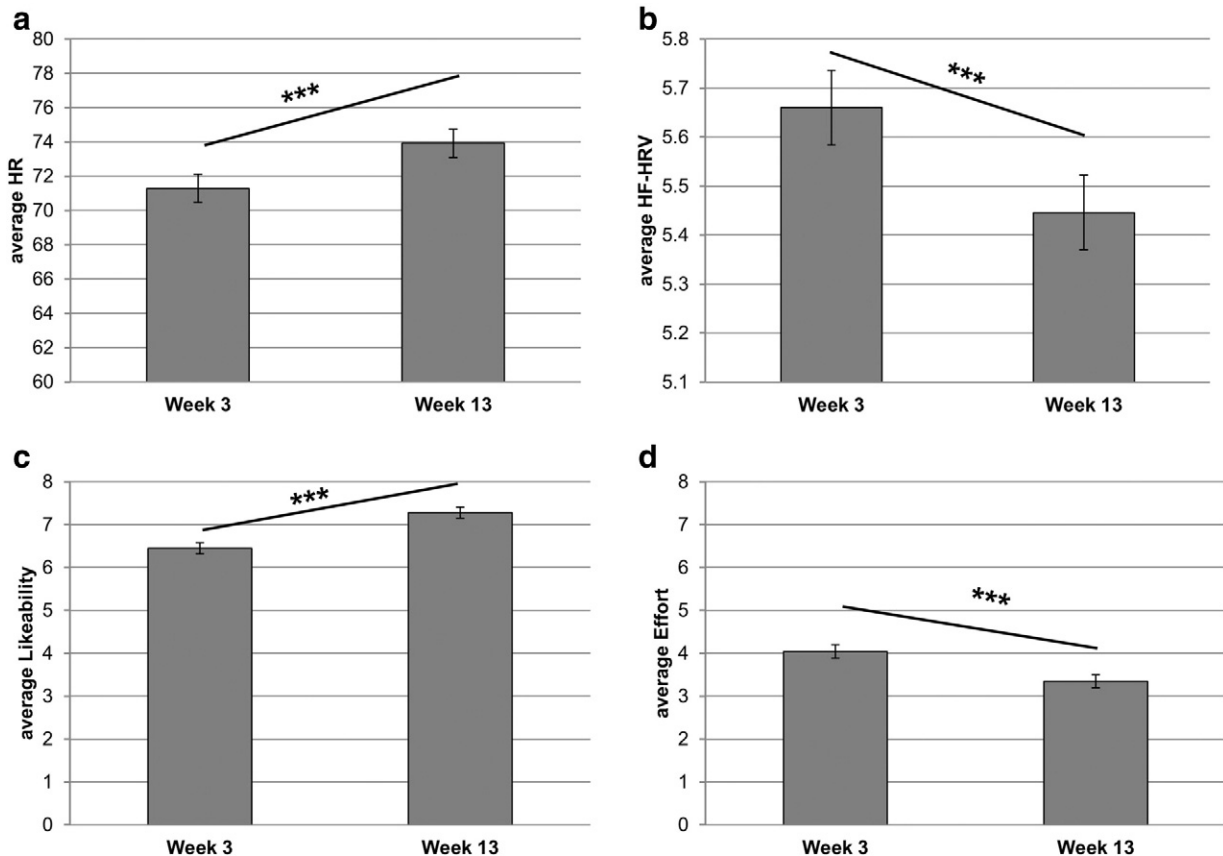 a
80
78
76
74
72
70
68
66
64
62
60
average HR
***
Week 3
Week 13
b
5.8
5.7
5.6
5.5
5.4
5.3
5.2
5.1
average HF-HRV
***
Week 3
Week 13
c
8
7
6
5
4
3
2
1
0
average Likeability
***
Week 3
Week 13
d
8
7
6
5
4
3
2
1
0
average Effort
***
Week 3
Week 13